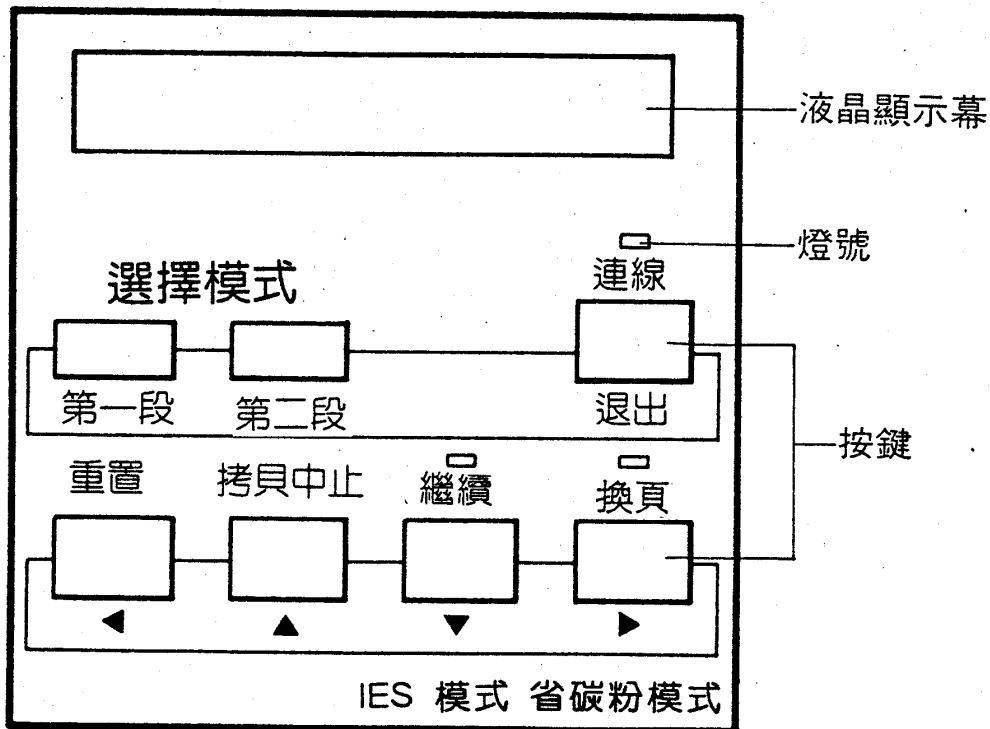 液晶顯示幕
燈號
連線
選擇模式
第一段 第二段 退出
按鍵
重置 拷貝中止 繼續 換頁
◀ ▲ ▼ ▶
IES 模式 省碳粉模式